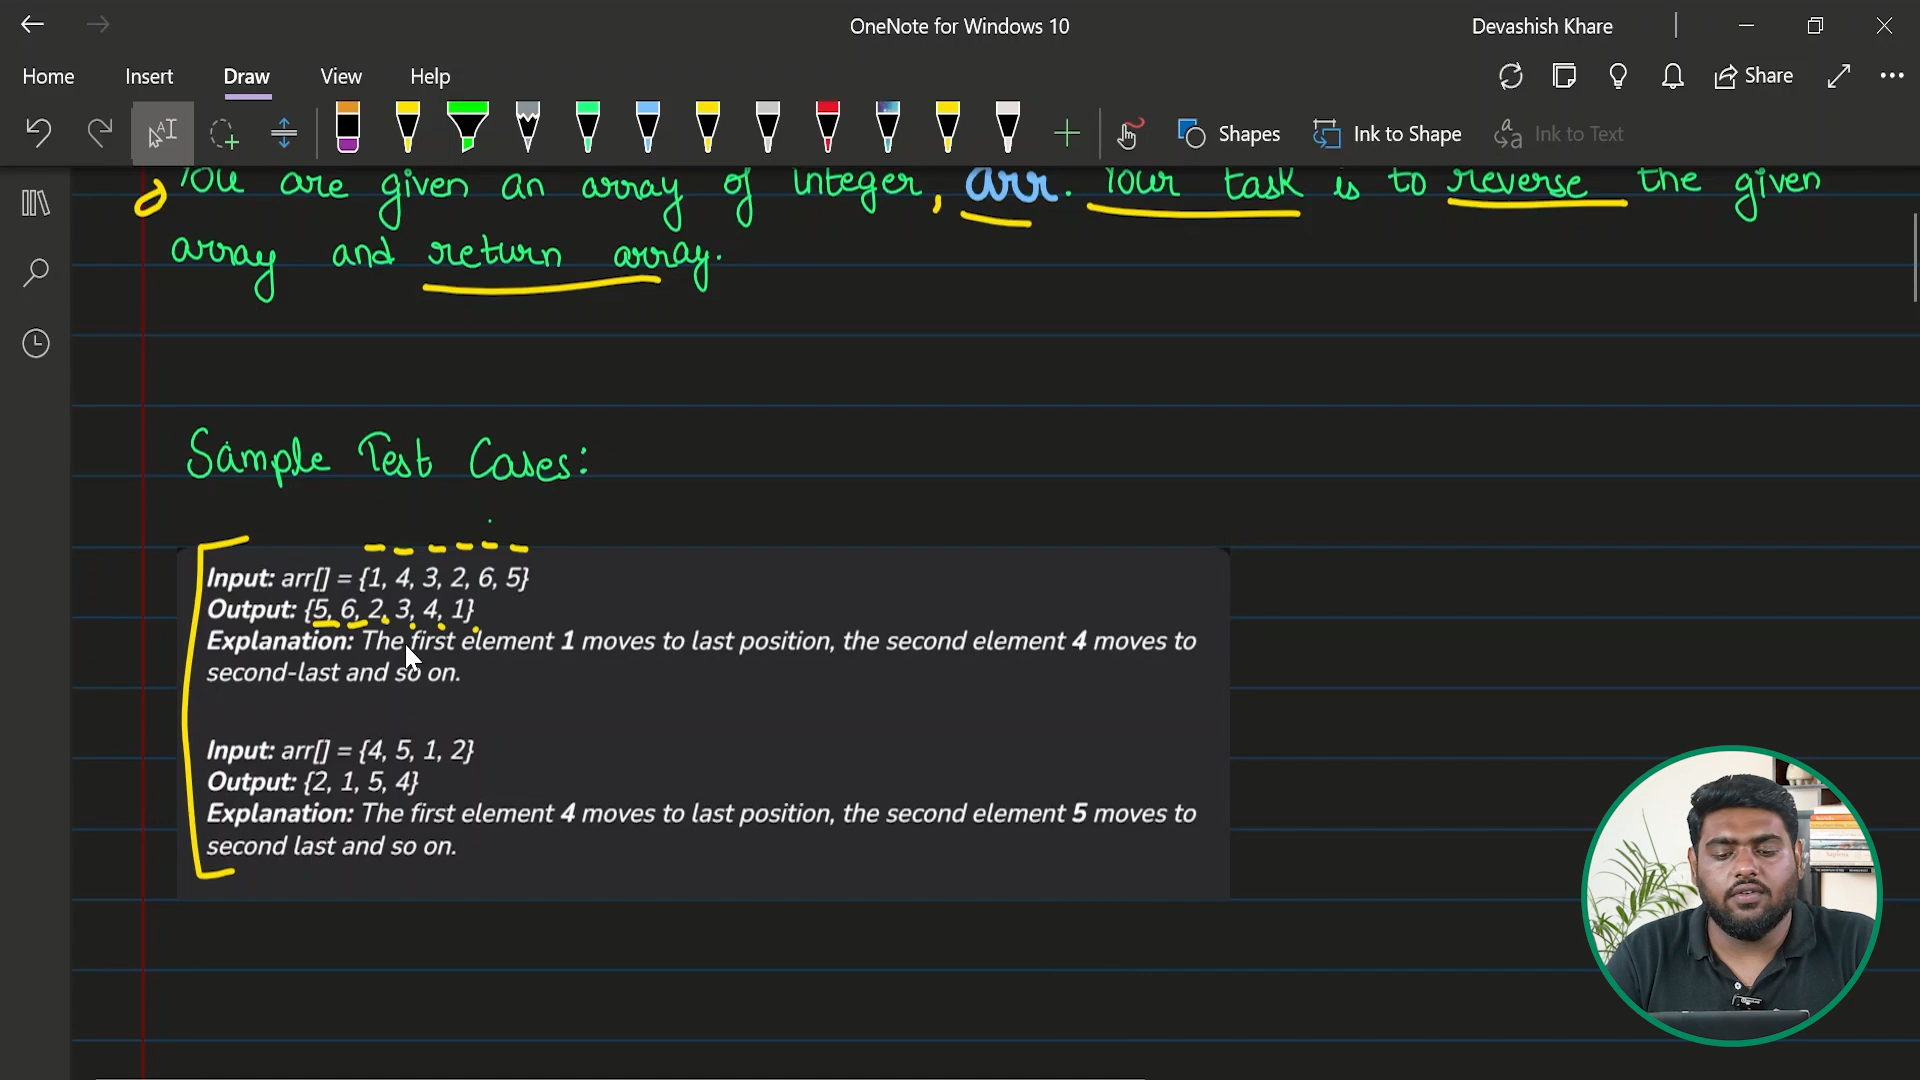 OneNote for Windows 10
Devashish Khare
Home Insert Draw View Help
Share
Shapes
Ink to Shape
Ink to Text
You are given an array of integer, arr. Your task is to reverse the given
array and return array.
Sample Test Cases:
Input: arr[] = {1, 4, 3, 2, 6, 5}
Output: {5, 6, 2, 3, 4, 1}
Explanation: The first element 1 moves to last position, the second element 4 moves to
second-last and so on.
Input: arr[] = {4, 5, 1, 2}
Output: {2, 1, 5, 4}
Explanation: The first element 4 moves to last position, the second element 5 moves to
second last and so on.